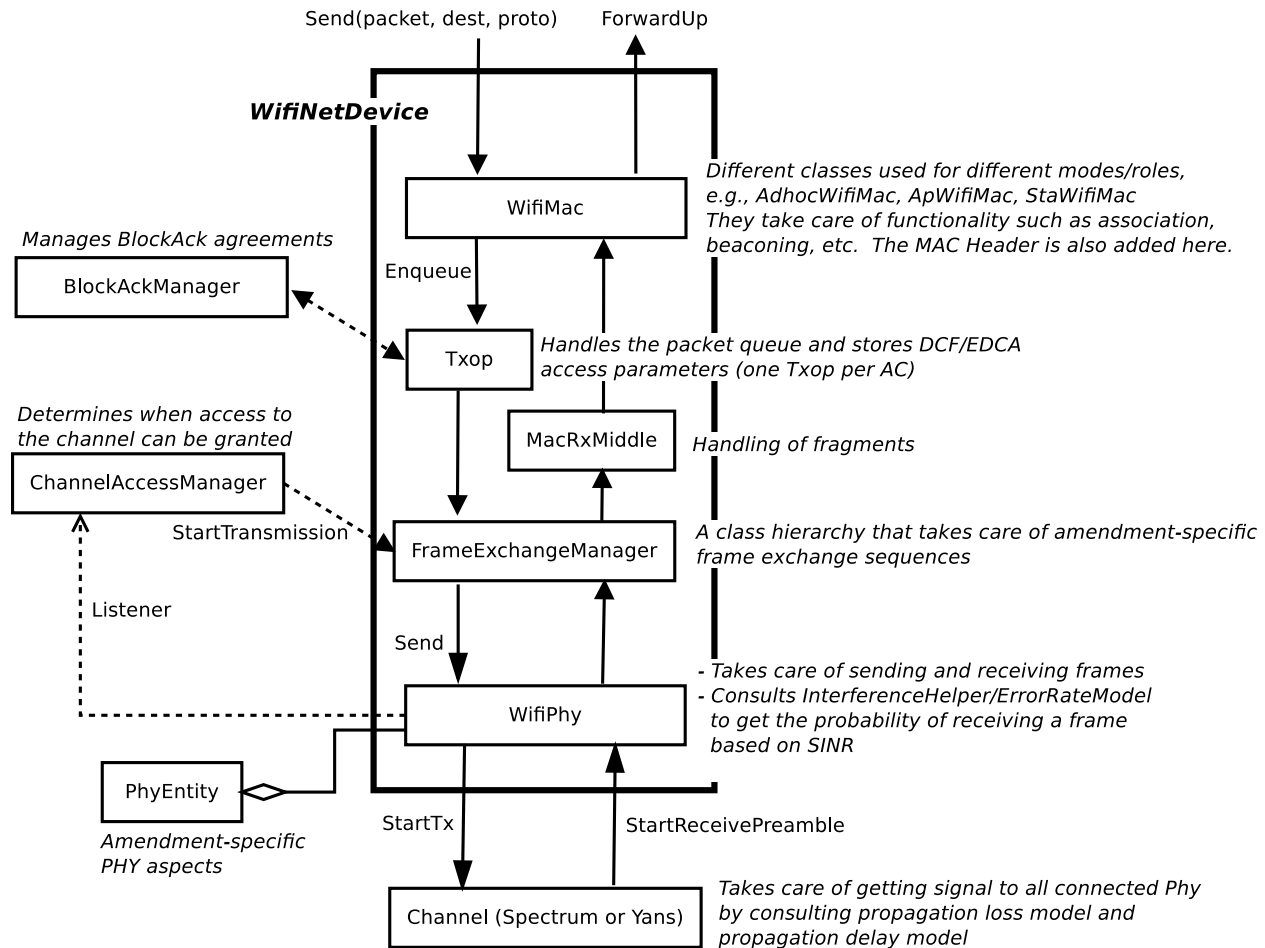 Send(packet, dest, proto)
ForwardUp
WifiNetDevice
WifiMac
Different classes used for different modes/roles,
e.g., AdhocWifiMac, ApWifiMac, StaWifiMac
They take care of functionality such as association,
beaconing, etc.  The MAC Header is also added here.
Manages BlockAck agreements
BlockAckManager
Enqueue
Txop
Handles the packet queue and stores DCF/EDCA
access parameters (one Txop per AC)
Determines when access to
the channel can be granted
ChannelAccessManager
MacRxMiddle
Handling of fragments
StartTransmission
FrameExchangeManager
A class hierarchy that takes care of amendment-specific
frame exchange sequences
Listener
Send
WifiPhy
- Takes care of sending and receiving frames
- Consults InterferenceHelper/ErrorRateModel
to get the probability of receiving a frame
based on SINR
PhyEntity
Amendment-specific
PHY aspects
StartTx
StartReceivePreamble
Channel (Spectrum or Yans)
Takes care of getting signal to all connected Phy
by consulting propagation loss model and
propagation delay model